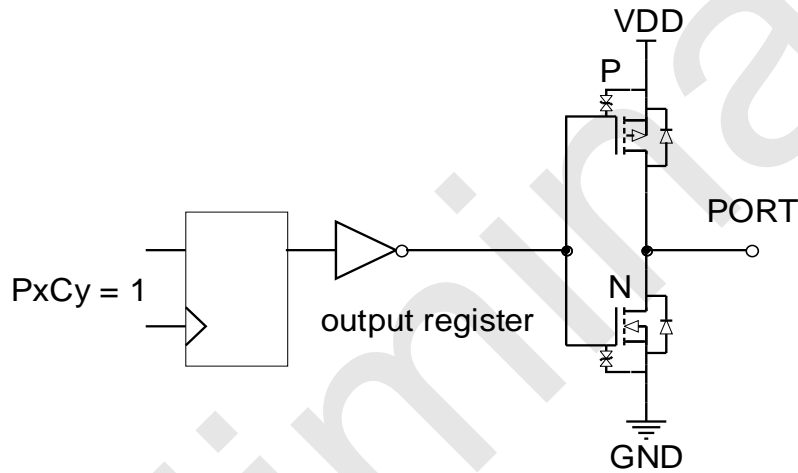 VDD
P
PORT
PxCy = 1
N
output register
GND